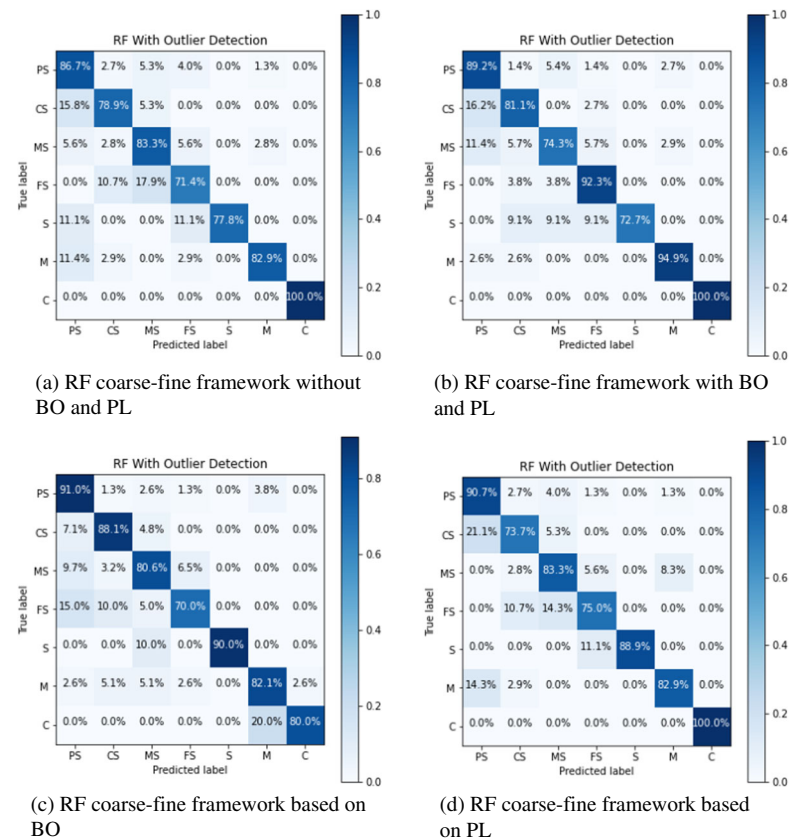 RF With Outlier Detection
1.0
0.8
0.6
0.4
0.2
0.0
True label
PS 86.7% 2.7% 5.3% 4.0% 0.0% 1.3% 0.0%
CS 15.8% 78.9% 5.3% 0.0% 0.0% 0.0% 0.0%
MS 5.6% 2.8% 83.3% 5.6% 0.0% 2.8% 0.0%
FS 0.0% 10.7% 17.9% 71.4% 0.0% 0.0% 0.0%
S 11.1% 0.0% 0.0% 11.1% 77.8% 0.0% 0.0%
M 11.4% 2.9% 0.0% 2.9% 0.0% 82.9% 0.0%
C 0.0% 0.0% 0.0% 0.0% 0.0% 0.0% 100.0%
PS CS MS FS S M C
Predicted label
(a) RF coarse-fine framework without
BO and PL
RF With Outlier Detection
1.0
0.8
0.6
0.4
0.2
0.0
True label
PS 89.2% 1.4% 5.4% 1.4% 0.0% 2.7% 0.0%
CS 16.2% 81.1% 0.0% 2.7% 0.0% 0.0% 0.0%
MS 11.4% 5.7% 74.3% 5.7% 0.0% 2.9% 0.0%
FS 0.0% 3.8% 3.8% 92.3% 0.0% 0.0% 0.0%
S 0.0% 9.1% 9.1% 9.1% 72.7% 0.0% 0.0%
M 2.6% 2.6% 0.0% 0.0% 0.0% 94.9% 0.0%
C 0.0% 0.0% 0.0% 0.0% 0.0% 0.0% 100.0%
PS CS MS FS S M C
Predicted label
(b) RF coarse-fine framework with BO
and PL
RF With Outlier Detection
0.8
0.6
0.4
0.2
0.0
True label
PS 91.0% 1.3% 2.6% 1.3% 0.0% 3.8% 0.0%
CS 7.1% 88.1% 4.8% 0.0% 0.0% 0.0% 0.0%
MS 9.7% 3.2% 80.6% 6.5% 0.0% 0.0% 0.0%
FS 15.0% 10.0% 5.0% 70.0% 0.0% 0.0% 0.0%
S 0.0% 0.0% 10.0% 0.0% 90.0% 0.0% 0.0%
M 2.6% 5.1% 5.1% 2.6% 0.0% 82.1% 2.6%
C 0.0% 0.0% 0.0% 0.0% 0.0% 20.0% 80.0%
PS CS MS FS S M C
Predicted label
(c) RF coarse-fine framework based on
BO
RF With Outlier Detection
1.0
0.8
0.6
0.4
0.2
0.0
True label
PS 90.7% 2.7% 4.0% 1.3% 0.0% 1.3% 0.0%
CS 21.1% 73.7% 5.3% 0.0% 0.0% 0.0% 0.0%
MS 0.0% 2.8% 83.3% 5.6% 0.0% 8.3% 0.0%
FS 0.0% 10.7% 14.3% 75.0% 0.0% 0.0% 0.0%
S 0.0% 0.0% 0.0% 11.1% 88.9% 0.0% 0.0%
M 14.3% 2.9% 0.0% 0.0% 0.0% 82.9% 0.0%
C 0.0% 0.0% 0.0% 0.0% 0.0% 0.0% 100.0%
PS CS MS FS S M C
Predicted label
(d) RF coarse-fine framework based
on PL